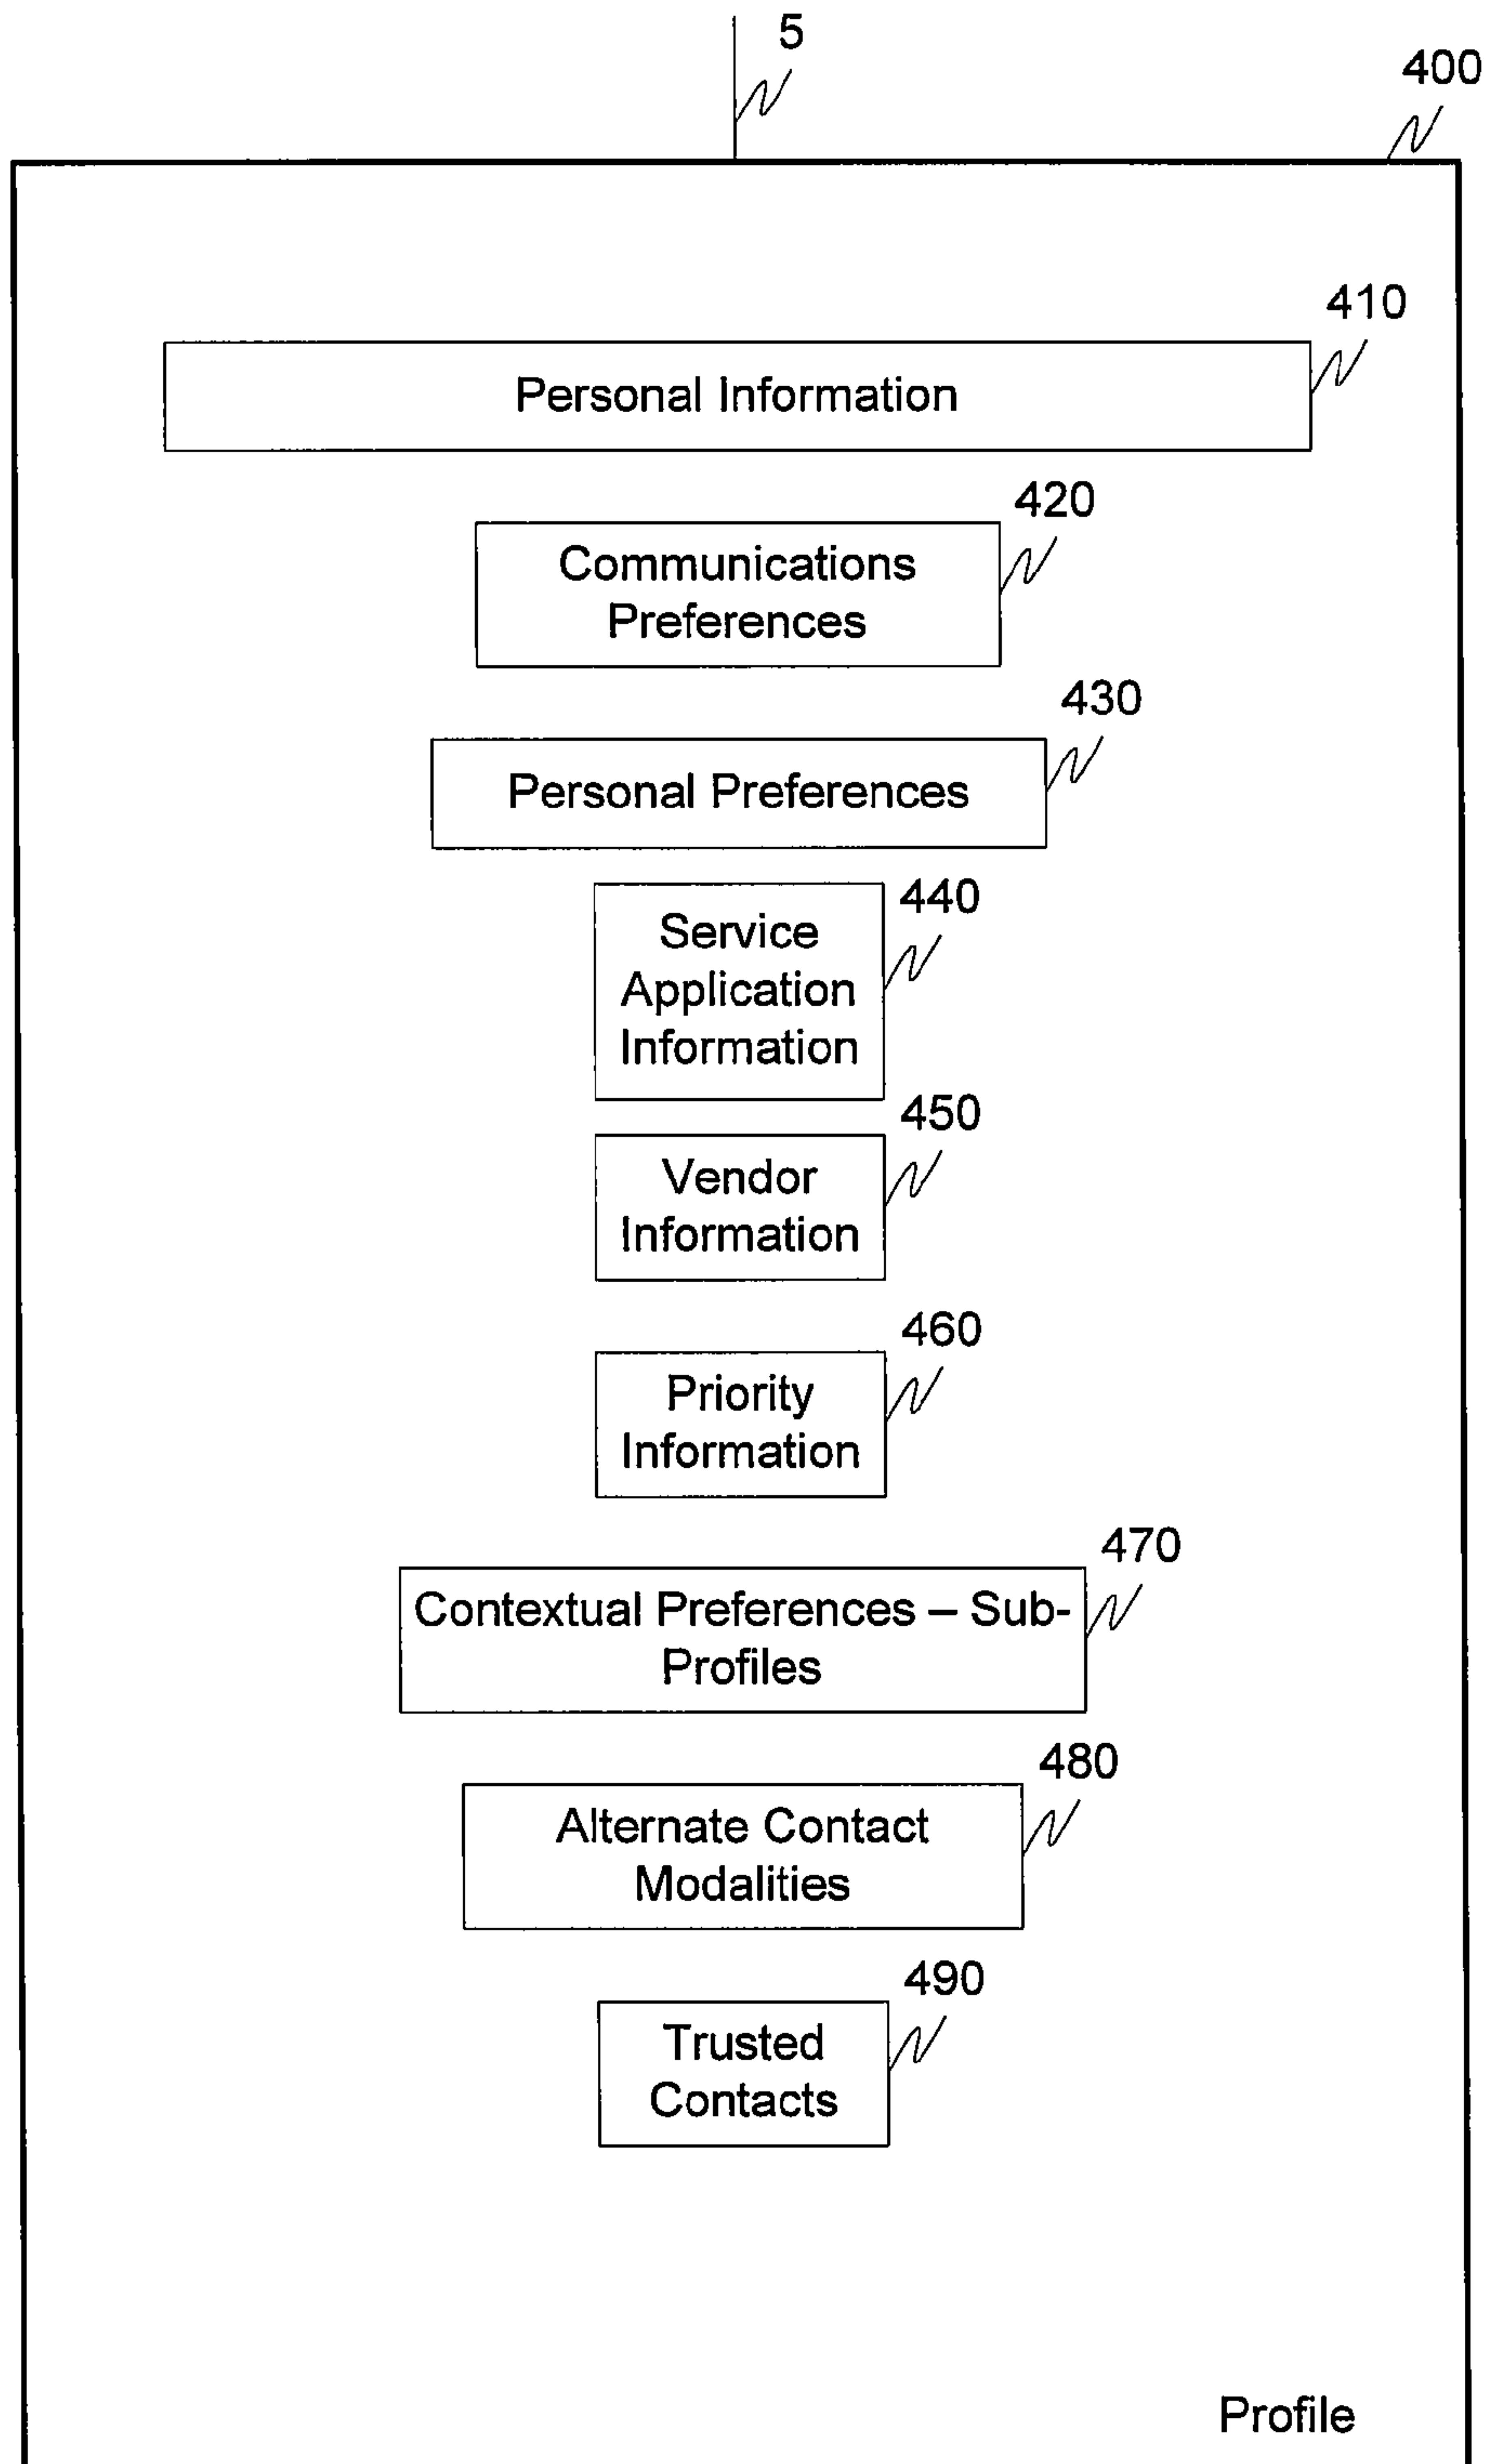 5
400
410
Personal Information
420
Communications
Preferences
430
Personal Preferences
440
Service
Application
Information
450
Vendor
Information
460
Priority
Information
470
Contextual Preferences – Sub-
Profiles
480
Alternate Contact
Modalities
490
Trusted
Contacts
Profile